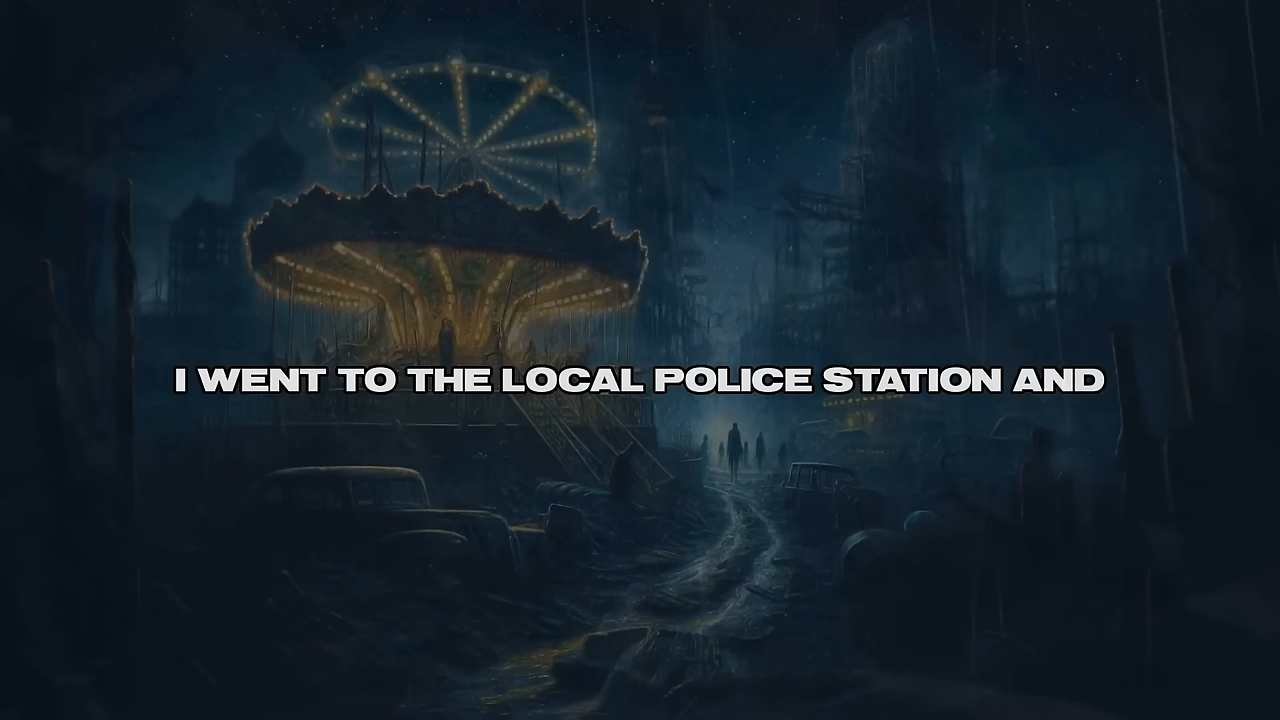 I WENT TO THE LOCAL POLICE STATION AND